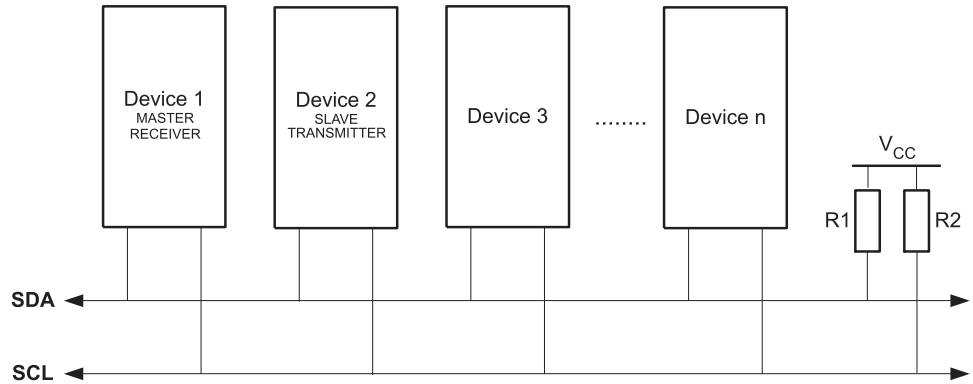 Device 1
MASTER
RECEIVER
Device 2
SLAVE
TRANSMITTER
Device 3
........
Device n
VCC
R1
R2
SDA
SCL